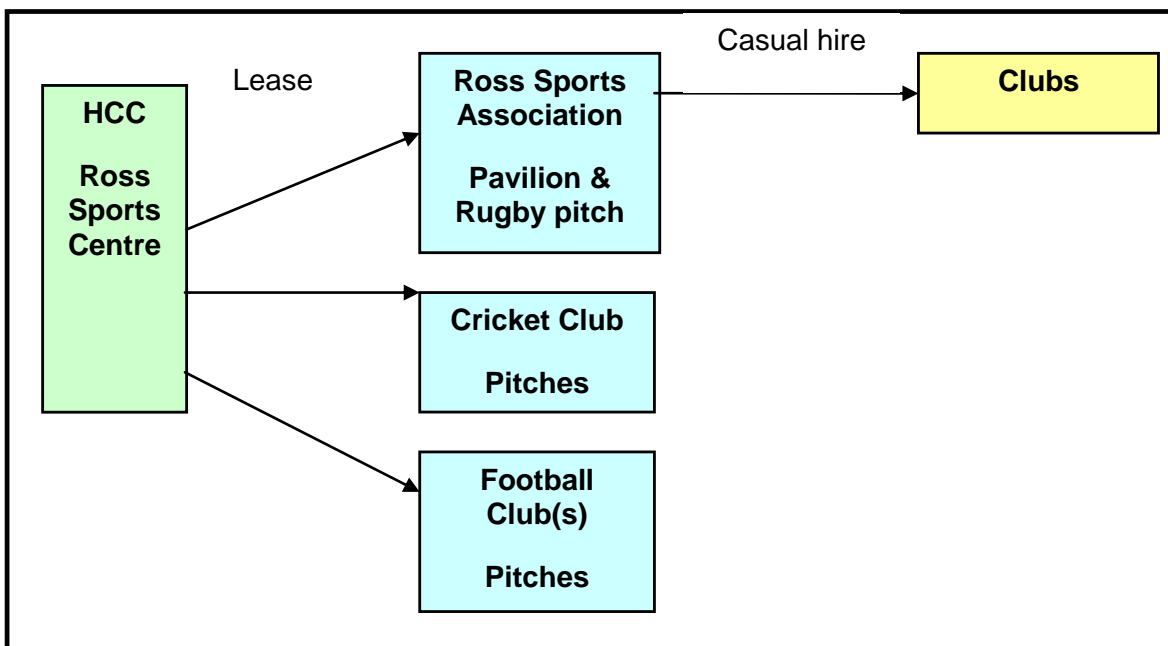 Lease
Casual hire
HCC
Ross
Sports
Centre
Ross Sports
Association
Pavilion &
Rugby pitch
Clubs
Cricket Club
Pitches
Football
Club(s)
Pitches